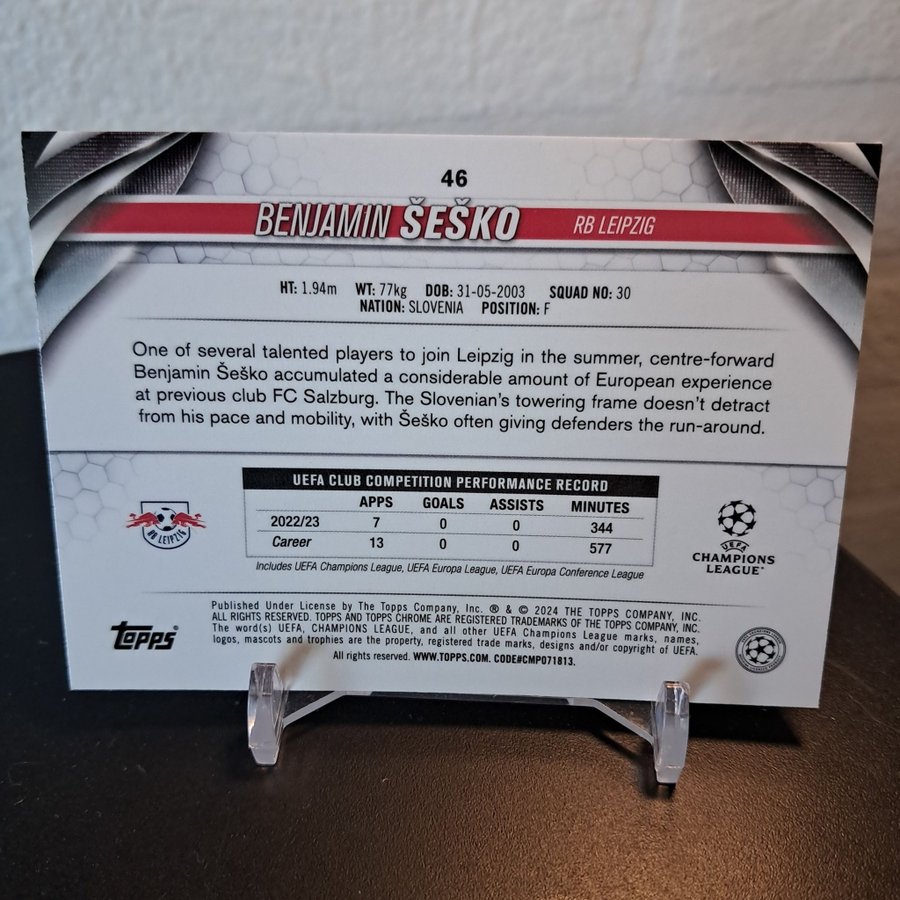 46
BENJAMIN ŠEŠKO RB LEIPZIG
HT: 1.94m WT: 77kg DOB: 31-05-2003 SQUAD NO: 30
NATION: SLOVENIA POSITION: F
One of several talented players to join Leipzig in the summer, centre-forward
Benjamin Šeško accumulated a considerable amount of European experience
at previous club FC Salzburg. The Slovenian's towering frame doesn't detract
from his pace and mobility, with Šeško often giving defenders the run-around.
UEFA CLUB COMPETITION PERFORMANCE RECORD
APPS GOALS ASSISTS MINUTES
2022/23 7 0 0 344
Career 13 0 0 577
Includes UEFA Champions League, UEFA Europa League, UEFA Europa Conference League
RB LEIPZIG
UEFA
CHAMPIONS
LEAGUE®
Published Under License by The Topps Company, Inc. ® & © 2024 THE TOPPS COMPANY, INC.
ALL RIGHTS RESERVED. TOPPS AND TOPPS CHROME ARE REGISTERED TRADEMARKS OF THE TOPPS COMPANY, INC.
The word(s) UEFA, CHAMPIONS LEAGUE, and all other UEFA Champions League marks, names,
logos, mascots and trophies are the property, registered trade marks, designs and/or copyright of UEFA.
All rights reserved. WWW.TOPPS.COM. CODE#CMP071813.
topps®